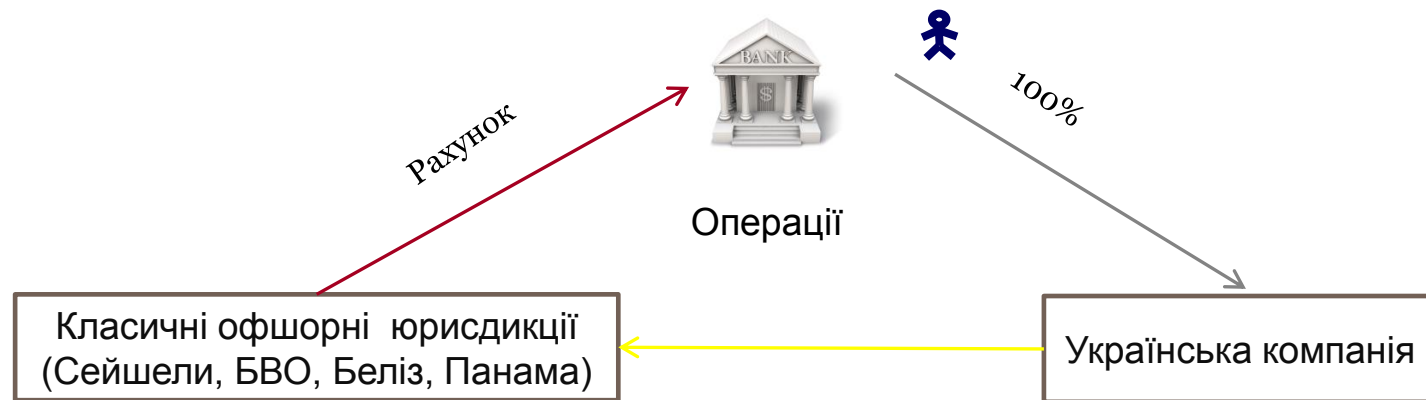 BANK
$
100%
Рахунок
Операції
Класичні офшорні юрисдикції
(Сейшели, БВО, Беліз, Панама)
Українська компанія